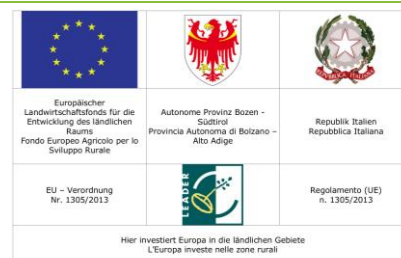 Europäischer
Landwirtschaftsfonds für die
Entwicklung des ländlichen
Raums
Fondo Europeo Agricolo per lo
Sviluppo Rurale
Autonome Provinz Bozen -
Südtirol
Provincia Autonoma di Bolzano –
Alto Adige
Republik Italien
Repubblica Italiana
EU – Verordnung
Nr. 1305/2013
LEADER
Regolamento (UE)
n. 1305/2013
Hier investiert Europa in die ländlichen Gebiete
L'Europa investe nelle zone rurali